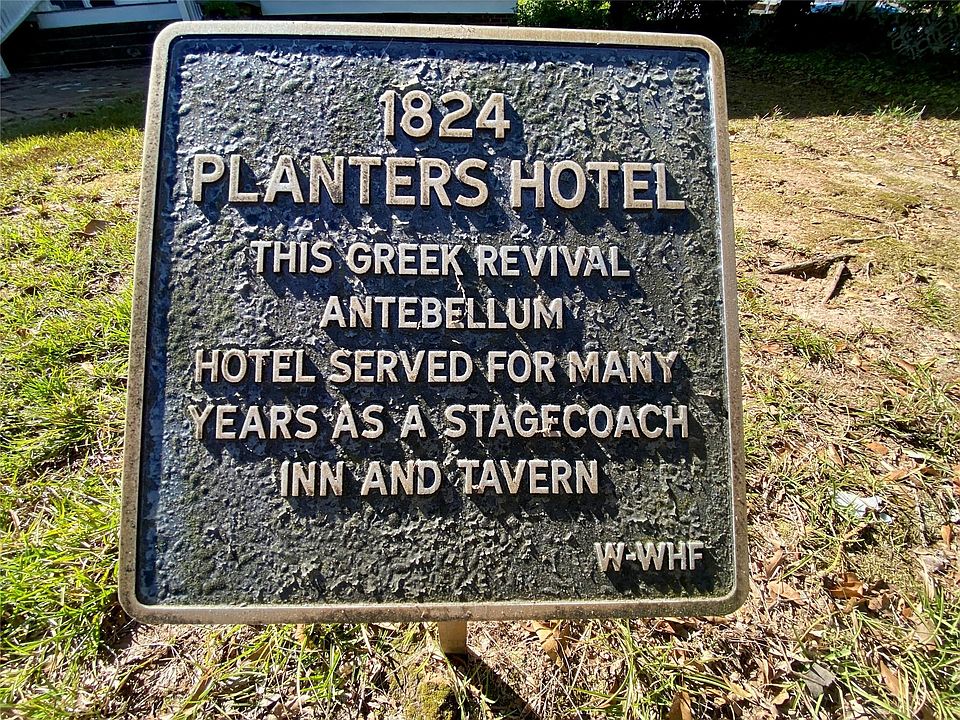 1824
PLANTERS HOTEL
THIS GREEK REVIVAL
ANTEBELLUM
HOTEL SERVED FOR MANY
YEARS AS A STAGECOACH
INN AND TAVERN
W-WHF